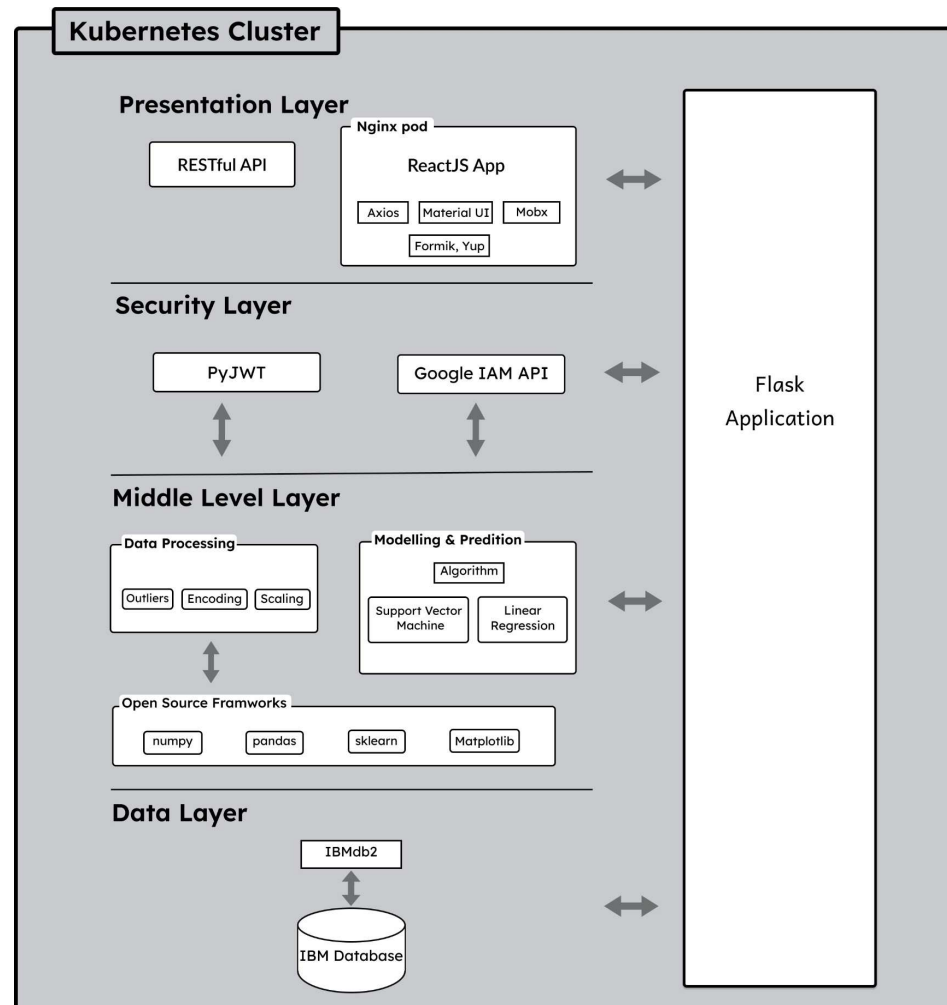 Kubernetes Cluster
Presentation Layer
RESTful API
Nginx pod
ReactJS App
Axios
Material UI
Mobx
Formik, Yup
Security Layer
PyJWT
Google IAM API
Flask
Application
Middle Level Layer
Data Processing
Outliers
Encoding
Scaling
Modelling & Predition
Algorithm
Support Vector
Machine
Linear
Regression
Open Source Framworks
numpy
pandas
sklearn
Matplotlib
Data Layer
IBMdb2
IBM Database